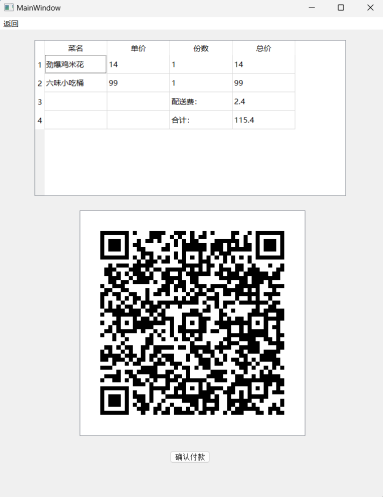 MainWindow
返回
菜名 单价 份数 总价
1 劲爆鸡米花 14 1 14
2 六味小吃桶 99 1 99
3 配送费: 2.4
4 合计: 115.4
确认付款